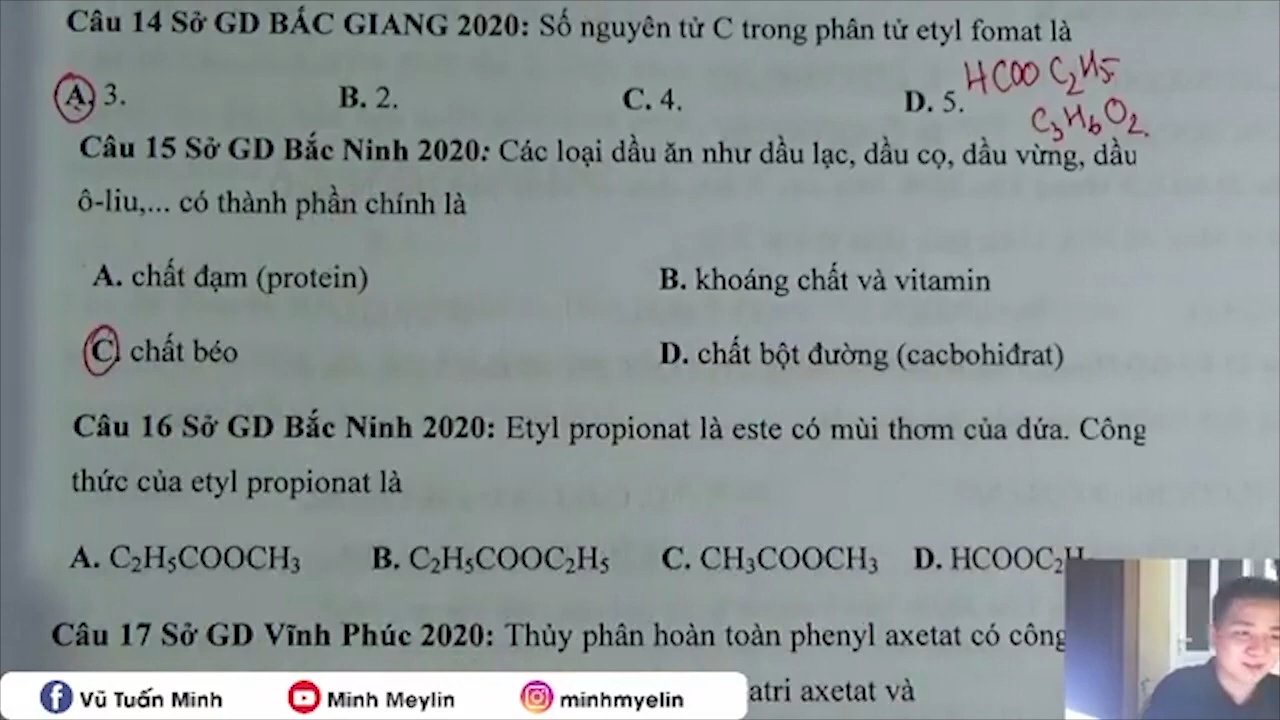 Câu 14 Sở GD BẮC GIANG 2020: Số nguyên tử C trong phân tử etyl fomat là
A. 3. B. 2. C. 4. D. 5.
HCOO C₂H5
C₃H₆O₂.
Câu 15 Sở GD Bắc Ninh 2020: Các loại dầu ăn như dầu lạc, dầu cọ, dầu vừng, dầu
ô-liu,... có thành phần chính là
A. chất đạm (protein) B. khoáng chất và vitamin
C. chất béo D. chất bột đường (cacbohiđrat)
Câu 16 Sở GD Bắc Ninh 2020: Etyl propionat là este có mùi thơm của dứa. Công
thức của etyl propionat là
A. C₂H₅COOCH₃ B. C₂H₅COOC₂H₅ C. CH₃COOCH₃ D. HCOOC₂H
Câu 17 Sở GD Vĩnh Phúc 2020: Thủy phân hoàn toàn phenyl axetat có công
atri axetat và
Vũ Tuấn Minh Minh Meylin minhmyelin